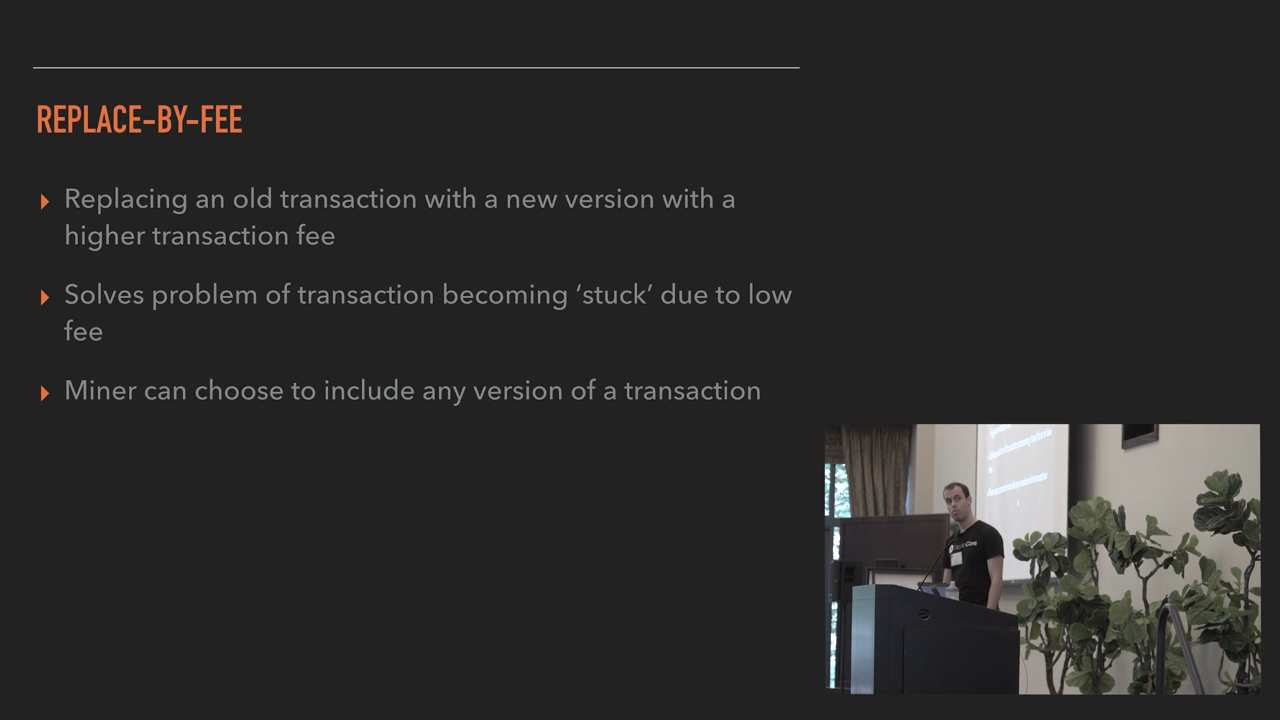 REPLACE-BY-FEE
Replacing an old transaction with a new version with a
higher transaction fee
Solves problem of transaction becoming ‘stuck’ due to low
fee
Miner can choose to include any version of a transaction